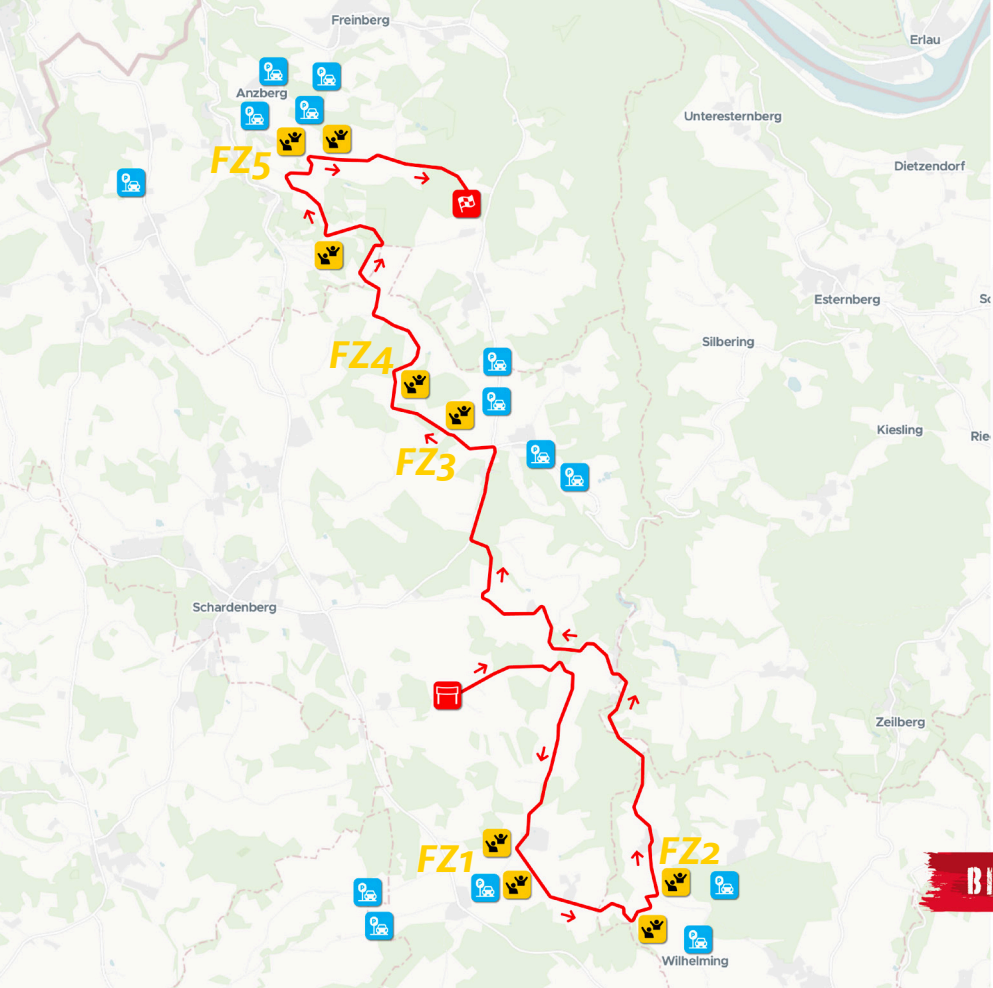 Freinberg
Erlau
Anzberg
Unteresternberg
FZ5
Dietzendorf
Esternberg
Silbering
FZ4
Kiesling
FZ3
Schardenberg
Zeilberg
FZ1
FZ2
Wilhelming